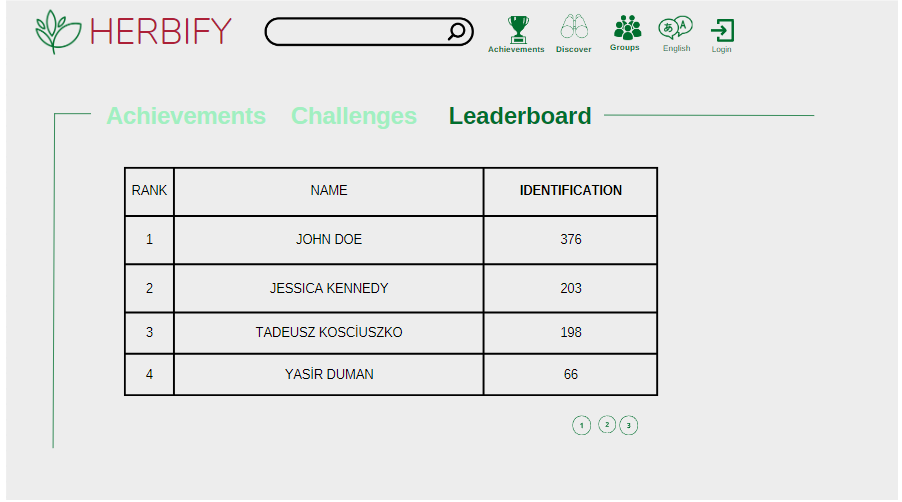 HERBIFY
Achievements Discover Groups あ A English Login
Achievements Challenges Leaderboard
RANK NAME IDENTIFICATION
1 JOHN DOE 376
2 JESSICA KENNEDY 203
3 TADEUSZ KOSCİUSZKO 198
4 YASİR DUMAN 66
1 2 3